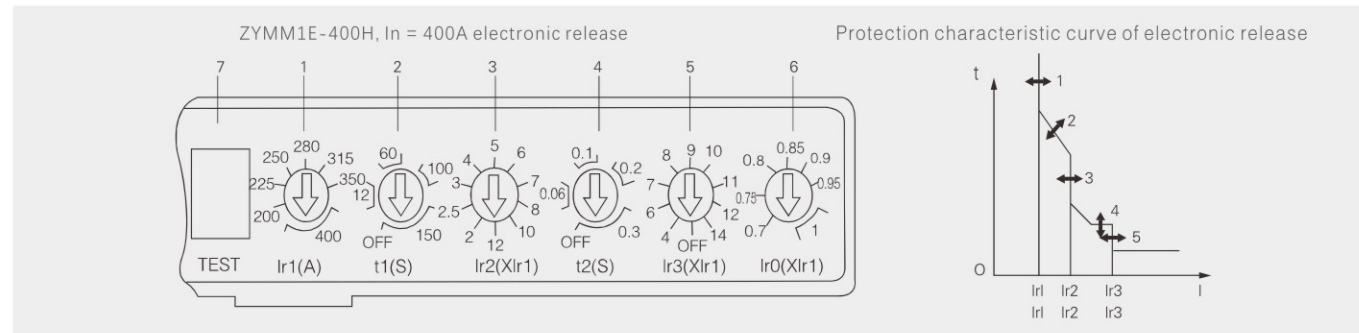 ZYMM1E-400H, In = 400A electronic release
7 1 2 3 4 5 6
TEST
200 225 250 280 315 350 400
Ir1(A)
OFF 12 60 100 150
t1(S)
2 2.5 3 4 5 6 7 8 10 12
Ir2(XIr1)
OFF 0.06 0.1 0.2 0.3
t2(S)
4 6 7 8 9 10 11 12 14 OFF
Ir3(XIr1)
0.7 0.75 0.8 0.85 0.9 0.95 1
Ir0(XIr1)
Protection characteristic curve of electronic release
t
1
2
3
4
5
O
I
IrI Ir2 Ir3
IrI Ir2 Ir3